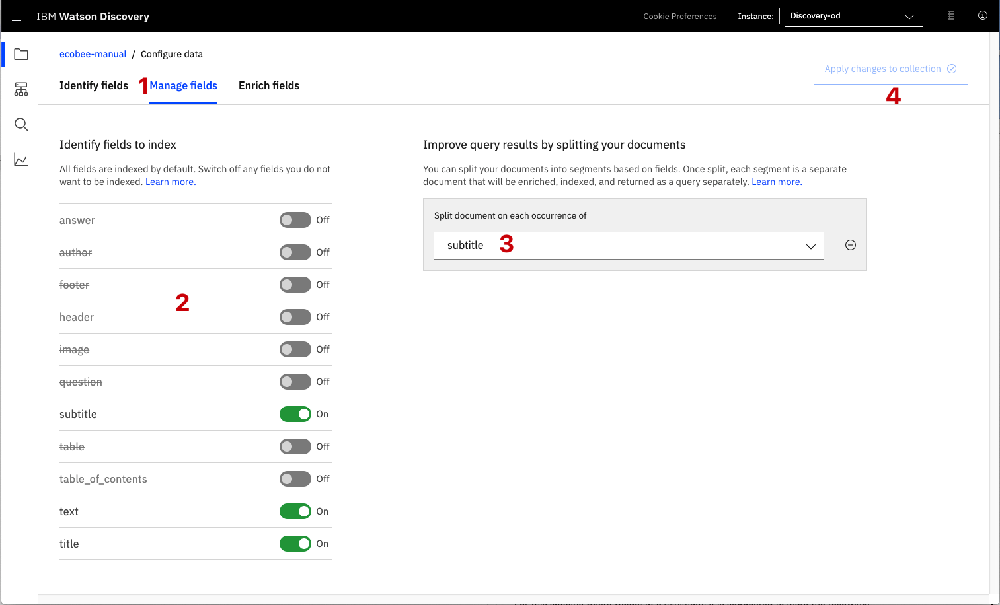 IBM Watson Discovery
Cookie Preferences
Instance:
Discovery-od
ecobee-manual / Configure data
Apply changes to collection
Identify fields
1
Manage fields
Enrich fields
4
Identify fields to index
All fields are indexed by default. Switch off any fields you do not
want to be indexed. Learn more.
answer Off
author Off
footer Off
2
header Off
image Off
question Off
subtitle On
table Off
table_of_contents Off
text On
title On
Improve query results by splitting your documents
You can split your documents into segments based on fields. Once split, each segment is a separate
document that will be enriched, indexed, and returned as a query separately. Learn more.
Split document on each occurrence of
subtitle 3